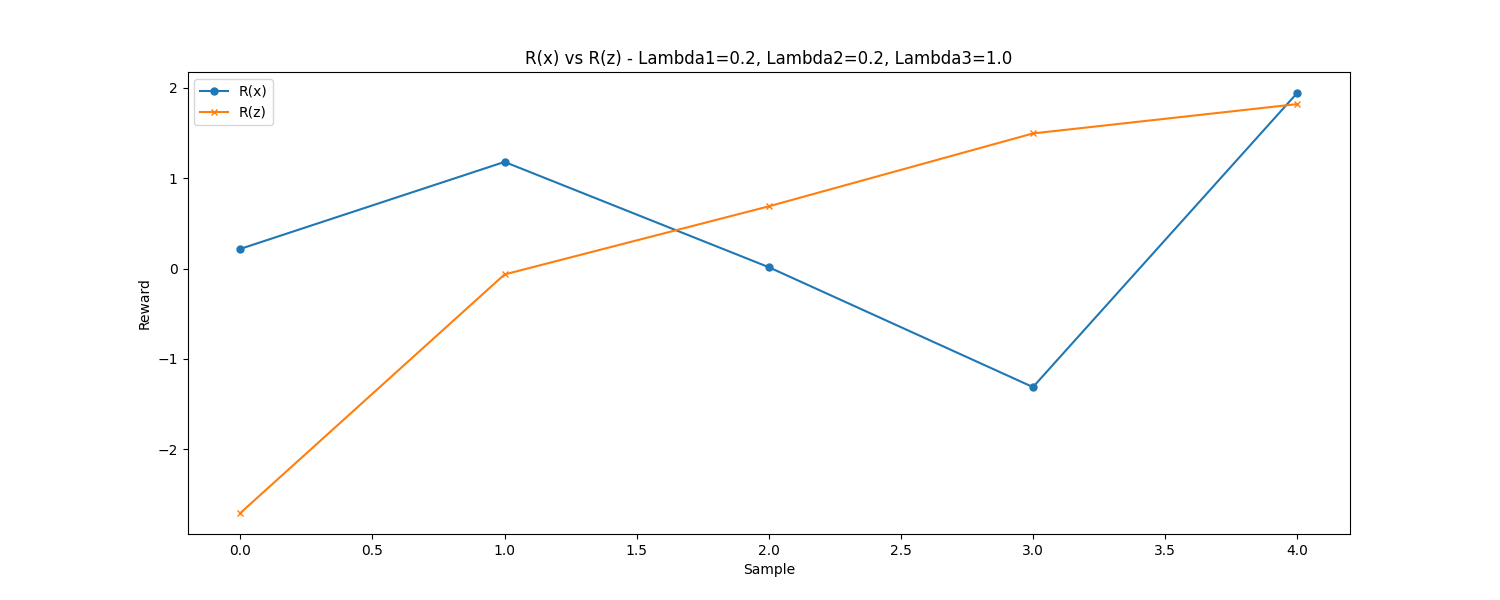 R(x) vs R(z) - Lambda1=0.2, Lambda2=0.2, Lambda3=1.0
R(x)
R(z)
2
1
0
−1
−2
Reward
0.0 0.5 1.0 1.5 2.0 2.5 3.0 3.5 4.0
Sample